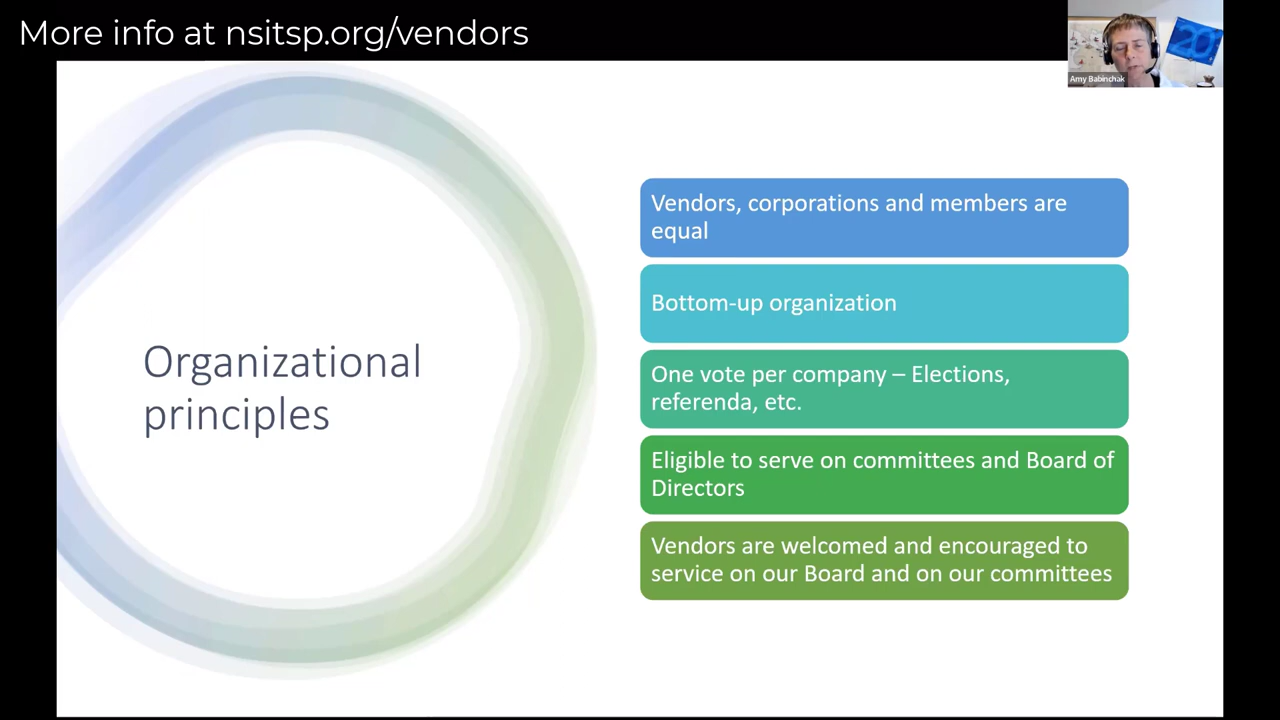 More info at nsitsp.org/vendors
Amy Babinchak
20
Organizational
principles
Vendors, corporations and members are
equal
Bottom-up organization
One vote per company – Elections,
referenda, etc.
Eligible to serve on committees and Board of
Directors
Vendors are welcomed and encouraged to
service on our Board and on our committees